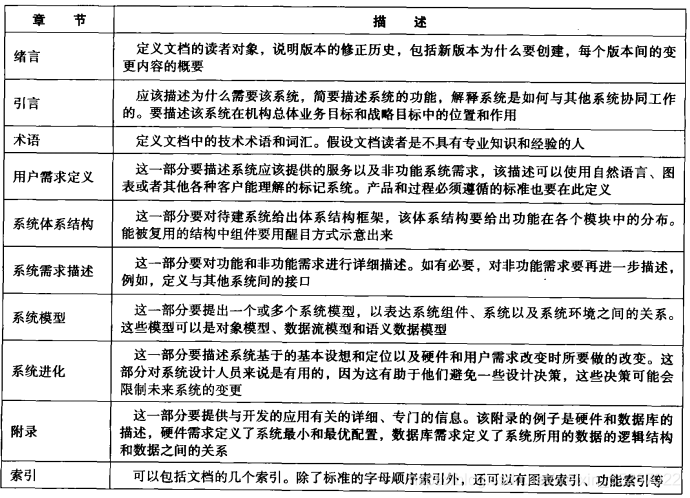 章 节 描 述
绪言 定义文档的读者对象，说明版本的修正历史，包括新版本为什么要创建，每个版本间的变
更内容的概要
引言 应该描述为什么需要该系统，简要描述系统的功能，解释系统是如何与其他系统协同工作
的。要描述该系统在机构总体业务目标和战略目标中的位置和作用
术语 定义文档中的技术术语和词汇。假设文档读者是不具有专业知识和经验的人
用户需求定义 这一部分要描述系统应该提供的服务以及非功能系统需求，该描述可以使用自然语言、图
表或者其他各种客户能理解的标记系统。产品和过程必须遵循的标准也要在此定义
系统体系结构 这一部分要对待建系统给出体系结构框架，该体系结构要给出功能在各个模块中的分布。
能被复用的结构中组件要用醒目方式示意出来
系统需求描述 这一部分要对功能和非功能需求进行详细描述。如有必要，对非功能需求要再进一步描述，
例如，定义与其他系统间的接口
系统模型 这一部分要提出一个或多个系统模型，以表达系统组件、系统以及系统环境之间的关系。
这些模型可以是对象模型、数据流模型和语义数据模型
系统进化 这一部分要描述系统基于的基本设想和定位以及硬件和用户需求改变时所要做的改变。这
部分对系统设计人员来说是有用的，因为这有助于他们避免一些设计决策，这些决策可能会
限制未来系统的变更
附录 这一部分要提供与开发的应用有关的详细、专门的信息。该附录的例子是硬件和数据库的
描述，硬件需求定义了系统最小和最优配置，数据库需求定义了系统所用的数据的逻辑结构
和数据之间的关系
索引 可以包括文档的几个索引。除了标准的字母顺序索引外，还可以有图表索引、功能索引等